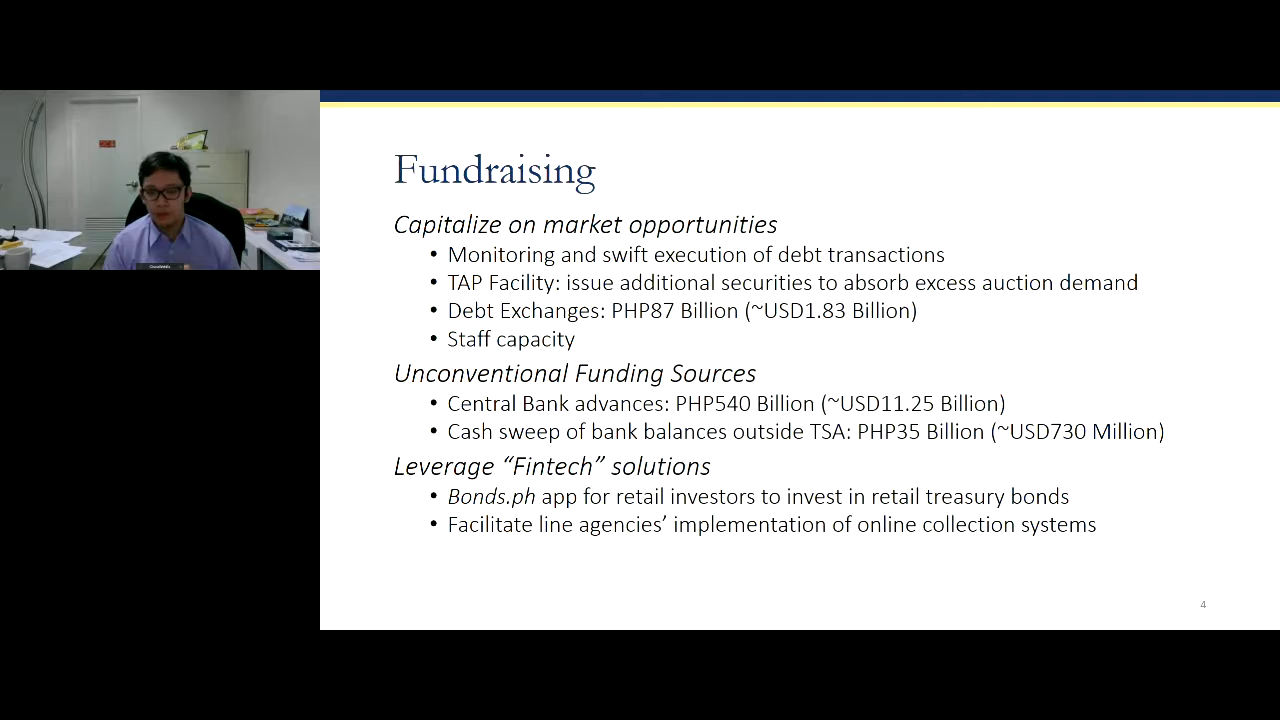 Fundraising
Capitalize on market opportunities
• Monitoring and swift execution of debt transactions
• TAP Facility: issue additional securities to absorb excess auction demand
• Debt Exchanges: PHP87 Billion (~USD1.83 Billion)
• Staff capacity
Unconventional Funding Sources
• Central Bank advances: PHP540 Billion (~USD11.25 Billion)
• Cash sweep of bank balances outside TSA: PHP35 Billion (~USD730 Million)
Leverage “Fintech” solutions
• Bonds.ph app for retail investors to invest in retail treasury bonds
• Facilitate line agencies’ implementation of online collection systems
4